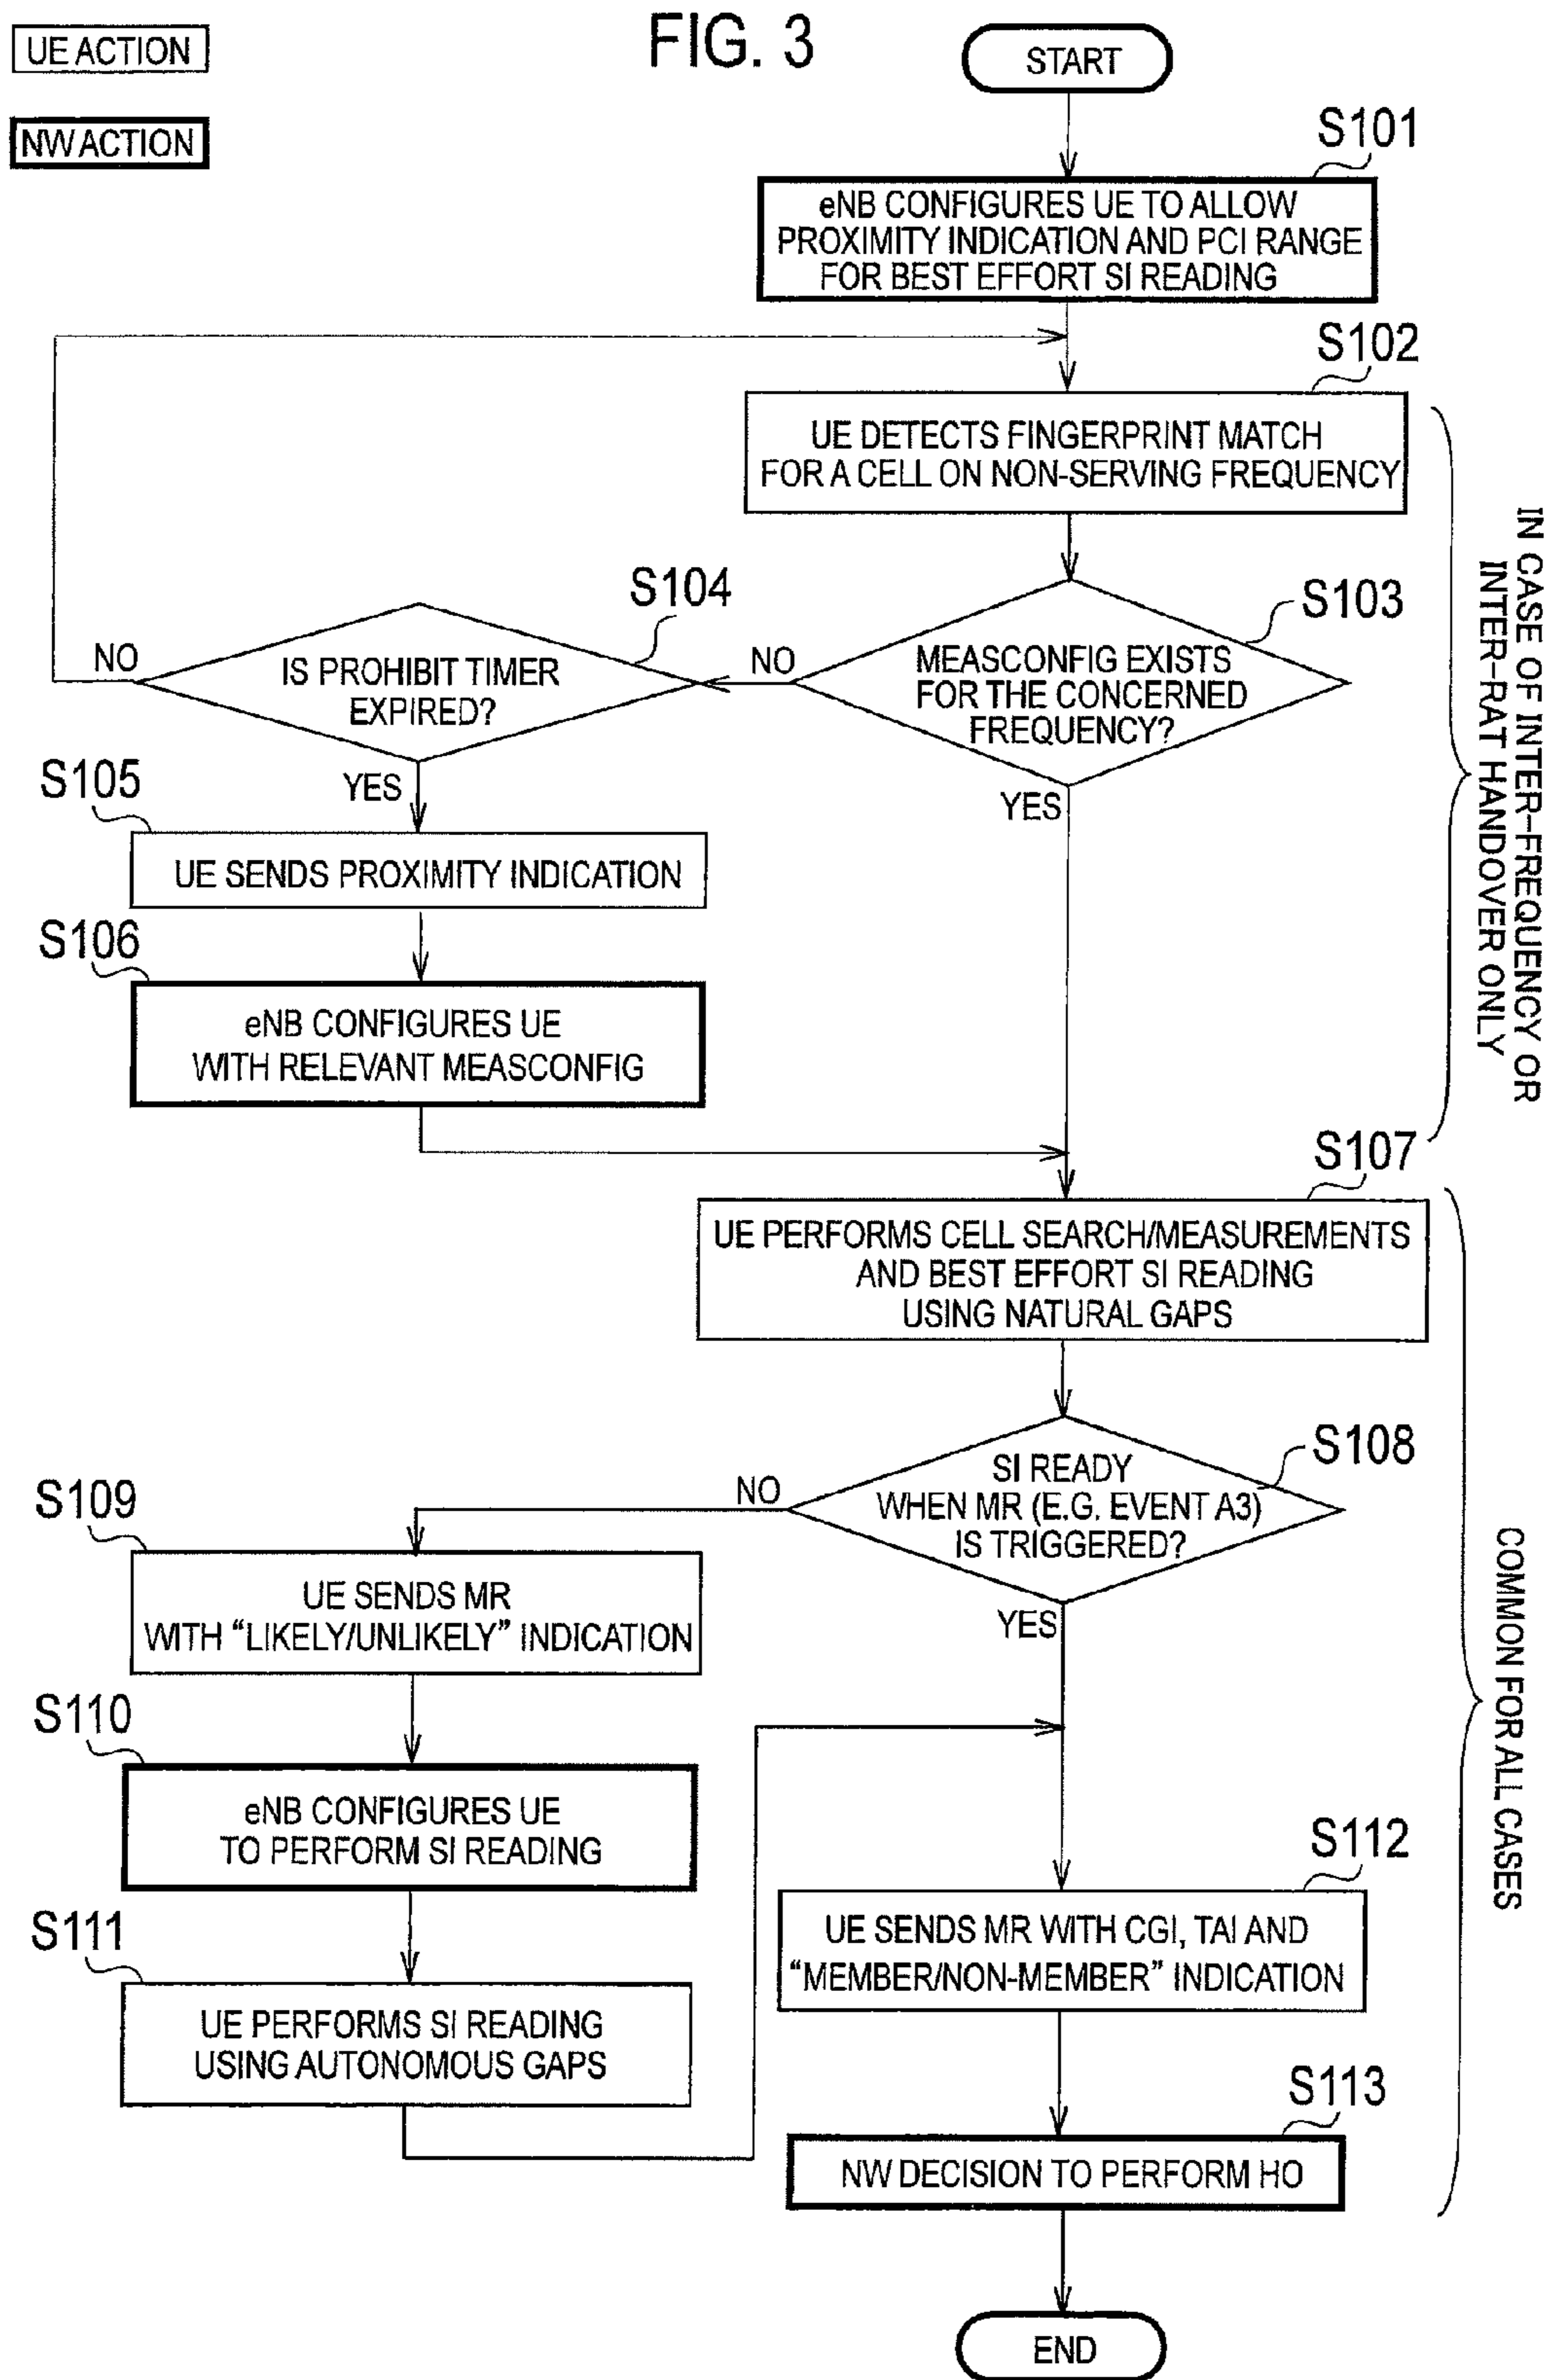 FIG. 3
UE ACTION
NW ACTION
START
S101
eNB CONFIGURES UE TO ALLOW
PROXIMITY INDICATION AND PCI RANGE
FOR BEST EFFORT SI READING
S102
UE DETECTS FINGERPRINT MATCH
FOR A CELL ON NON-SERVING FREQUENCY
S103
MEASCONFIG EXISTS
FOR THE CONCERNED
FREQUENCY?
NO
YES
S104
IS PROHIBIT TIMER
EXPIRED?
NO
YES
S105
UE SENDS PROXIMITY INDICATION
S106
eNB CONFIGURES UE
WITH RELEVANT MEASCONFIG
IN CASE OF INTER-FREQUENCY OR
INTER-RAT HANDOVER ONLY
S107
UE PERFORMS CELL SEARCH/MEASUREMENTS
AND BEST EFFORT SI READING
USING NATURAL GAPS
S108
SI READY
WHEN MR (E.G. EVENT A3)
IS TRIGGERED?
NO
YES
S109
UE SENDS MR
WITH “LIKELY/UNLIKELY” INDICATION
S110
eNB CONFIGURES UE
TO PERFORM SI READING
S111
UE PERFORMS SI READING
USING AUTONOMOUS GAPS
S112
UE SENDS MR WITH CGI, TAI AND
“MEMBER/NON-MEMBER” INDICATION
S113
NW DECISION TO PERFORM HO
COMMON FOR ALL CASES
END